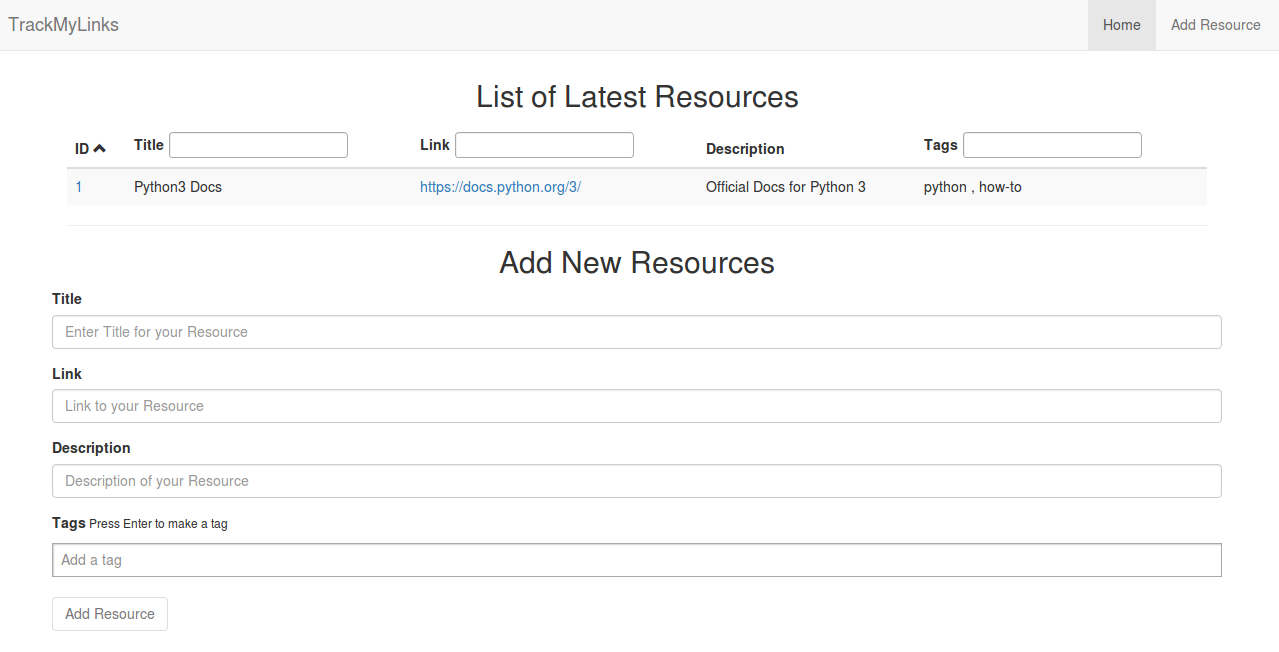 TrackMyLinks Home Add Resource
List of Latest Resources
ID Title Link Description Tags
1 Python3 Docs https://docs.python.org/3/ Official Docs for Python 3 python , how-to
Add New Resources
Title
Enter Title for your Resource
Link
Link to your Resource
Description
Description of your Resource
Tags Press Enter to make a tag
Add a tag
Add Resource